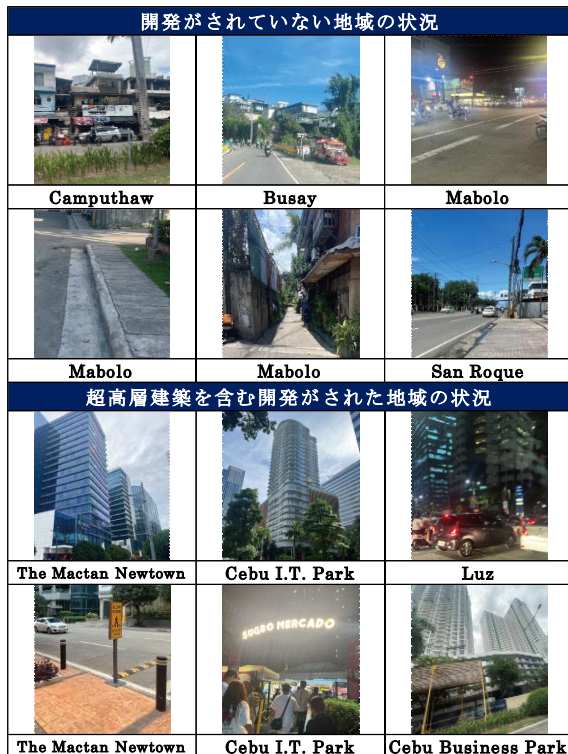 開発がされていない地域の状況
Camputhaw
Busay
Mabolo
Mabolo
Mabolo
San Roque
超高層建築を含む開発がされた地域の状況
The Mactan Newtown
Cebu I.T. Park
Luz
SUGBO MERCADO
The Mactan Newtown
Cebu I.T. Park
Cebu Business Park